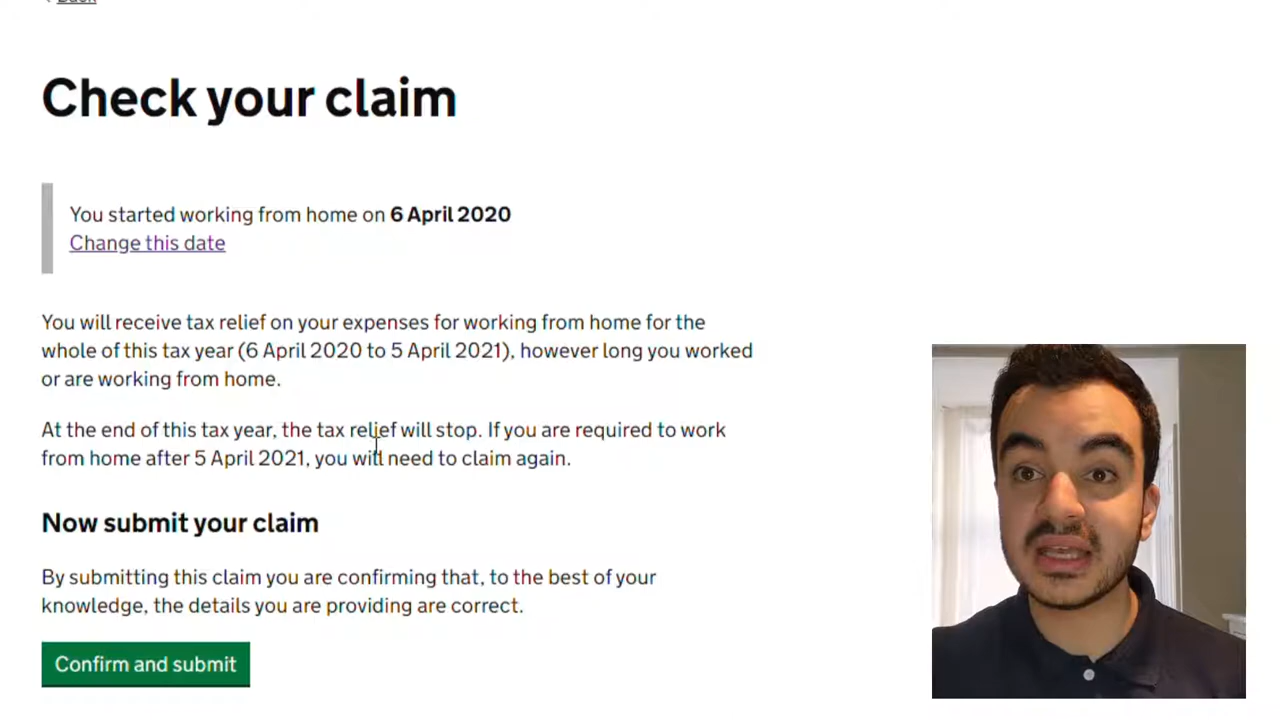 Back
Check your claim
You started working from home on 6 April 2020
Change this date
You will receive tax relief on your expenses for working from home for the
whole of this tax year (6 April 2020 to 5 April 2021), however long you worked
or are working from home.
At the end of this tax year, the tax relief will stop. If you are required to work
from home after 5 April 2021, you will need to claim again.
Now submit your claim
By submitting this claim you are confirming that, to the best of your
knowledge, the details you are providing are correct.
Confirm and submit